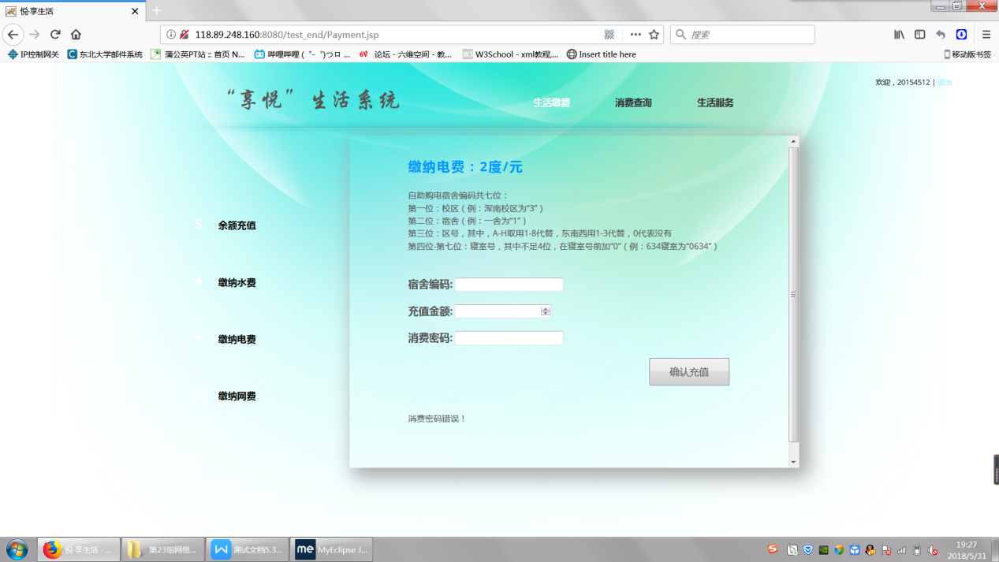 悦·享生活
118.89.248.160:8080/test_end/Payment.jsp
搜索
IP控制网关 东北大学邮件系统 蒲公英PT站 :: 首页 N... 哔哩哔哩 ( ゜- ゜)つロ ... 论坛 - 六维空间 - 教... W3School - xml教程,... Insert title here 移动版书签
欢迎，20154512 | 退出
“享悦”生活系统
生活缴费 消费查询 生活服务
缴纳电费：2度/元
自助购电宿舍编码共七位：
第一位：校区（例：浑南校区为“3”）
第二位：宿舍（例：一舍为“1”）
第三位：区号，其中，A-H取用1-8代替，东南西用1-3代替，0代表没有
第四位-第七位：寝室号，其中不足4位，在寝室号前加“0”（例：634寝室为“0634”）
余额充值
缴纳水费
缴纳电费
缴纳网费
宿舍编码:
充值金额:
消费密码:
确认充值
消费密码错误！
悦·享生活 - ... 第23组网络... 测试文档5.3... MyEclipse J...
19:27
2018/5/31